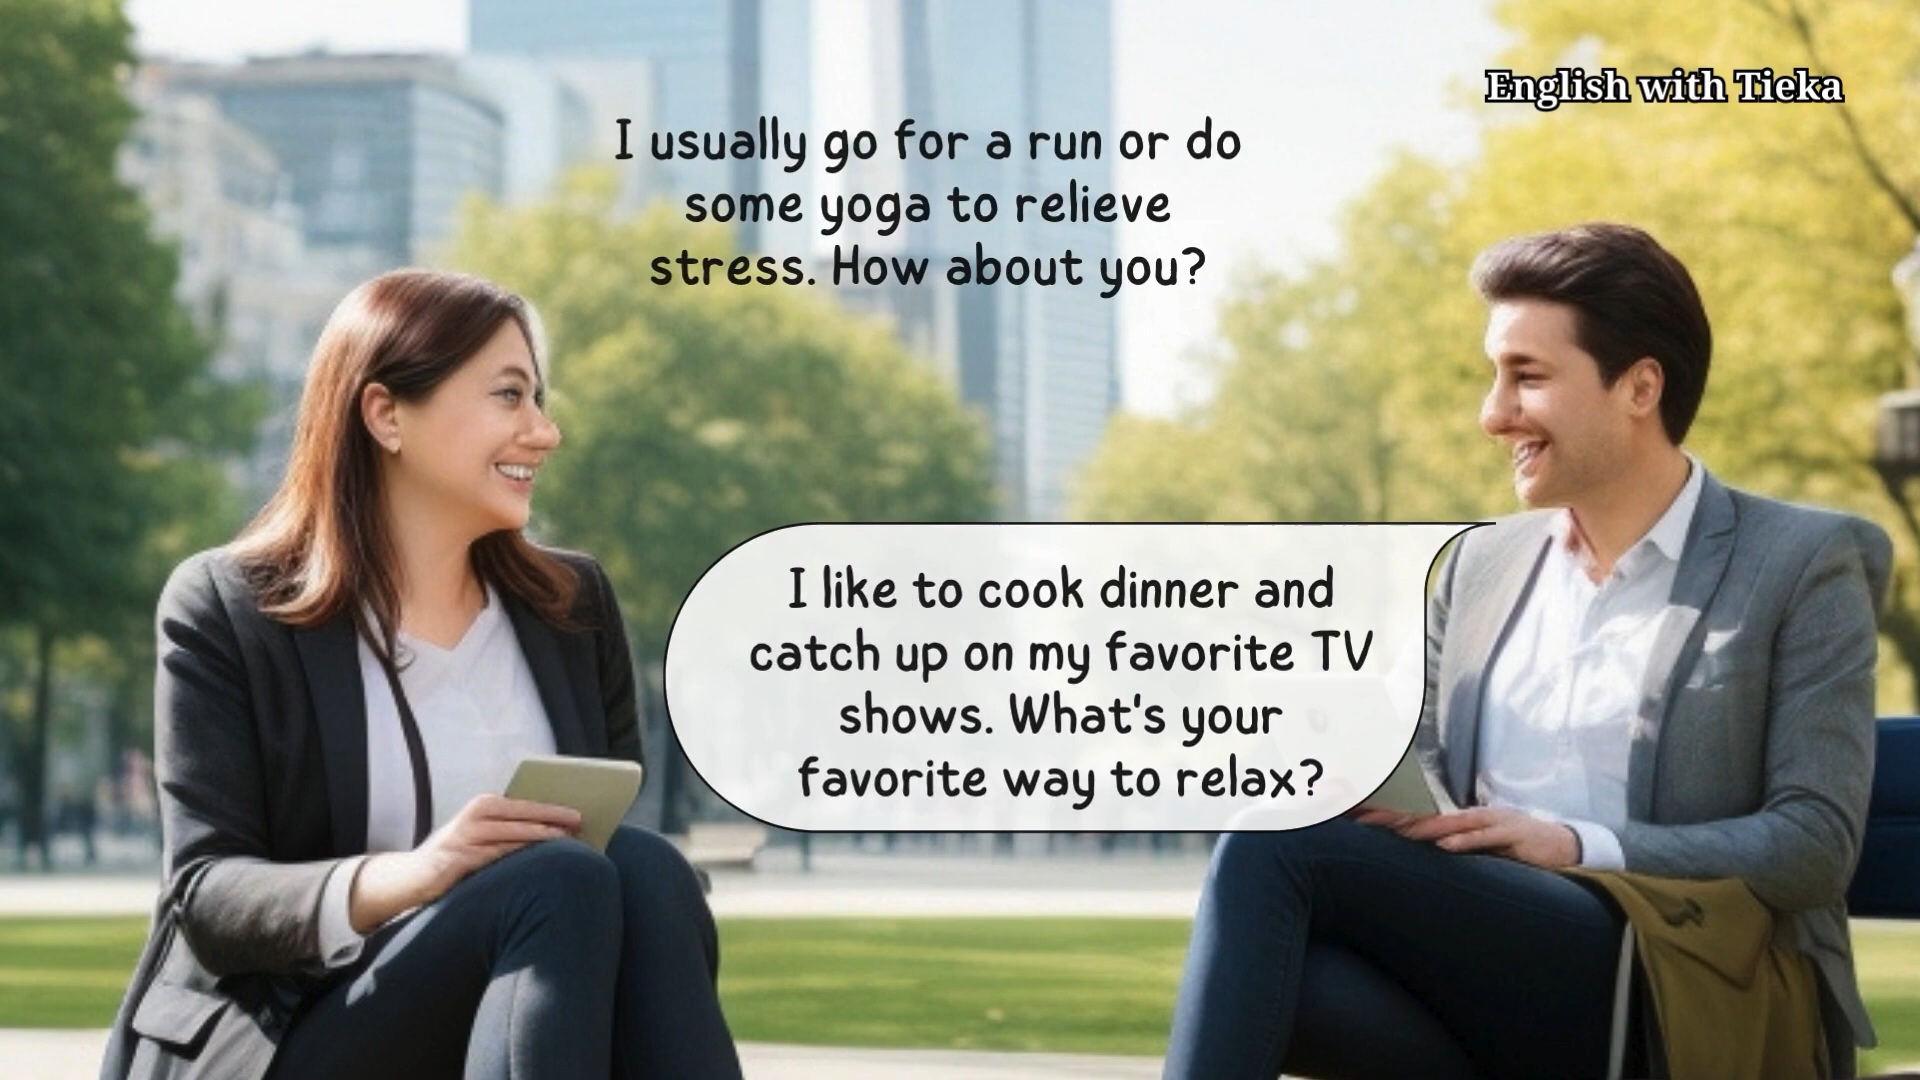 English with Tieka
I usually go for a run or do
some yoga to relieve
stress. How about you?
I like to cook dinner and
catch up on my favorite TV
shows. What's your
favorite way to relax?